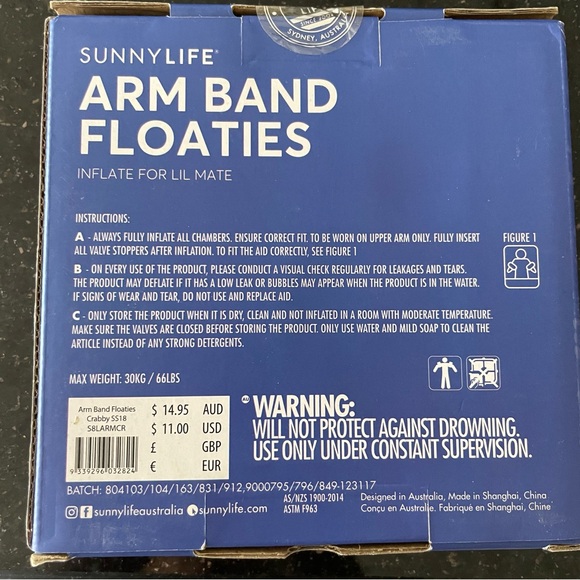 SINCE 2001
SYDNEY, AUSTRALIA
SUNNYLIFE®
ARM BAND
FLOATIES
INFLATE FOR LIL MATE
INSTRUCTIONS:
A - ALWAYS FULLY INFLATE ALL CHAMBERS. ENSURE CORRECT FIT. TO BE WORN ON UPPER ARM ONLY. FULLY INSERT
ALL VALVE STOPPERS AFTER INFLATION. TO FIT THE AID CORRECTLY, SEE FIGURE 1
FIGURE 1
B - ON EVERY USE OF THE PRODUCT, PLEASE CONDUCT A VISUAL CHECK REGULARLY FOR LEAKAGES AND TEARS.
THE PRODUCT MAY DEFLATE IF IT HAS A LOW LEAK OR BUBBLES MAY APPEAR WHEN THE PRODUCT IS IN THE WATER.
IF SIGNS OF WEAR AND TEAR, DO NOT USE AND REPLACE AID.
C - ONLY STORE THE PRODUCT WHEN IT IS DRY, CLEAN AND NOT INFLATED IN A ROOM WITH MODERATE TEMPERATURE.
MAKE SURE THE VALVES ARE CLOSED BEFORE STORING THE PRODUCT. ONLY USE WATER AND MILD SOAP TO CLEAN THE
ARTICLE INSTEAD OF ANY STRONG DETERGENTS.
MAX WEIGHT: 30KG / 66LBS
Arm Band Floaties
Crabby SS18
S8LARMCR
9 339296 032824
$ 14.95 AUD
$ 11.00 USD
£ GBP
€ EUR
AU WARNING:
WILL NOT PROTECT AGAINST DROWNING.
USE ONLY UNDER CONSTANT SUPERVISION.
BATCH: 804103/104/163/831/912,9000795/796/849-123117
sunnylifeaustralia sunnylife.com
AS/NZS 1900-2014
ASTM F963
Designed in Australia, Made in Shanghai, China
Conçu en Australie. Fabriqué en Shanghai, Chine